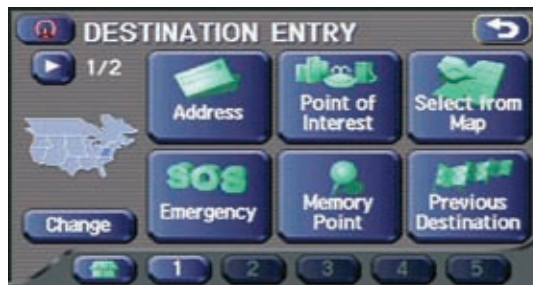 DESTINATION ENTRY
1/2
Address
Point of
Interest
Select from
Map
SOS
Emergency
Memory
Point
Previous
Destination
Change
1
2
3
4
5